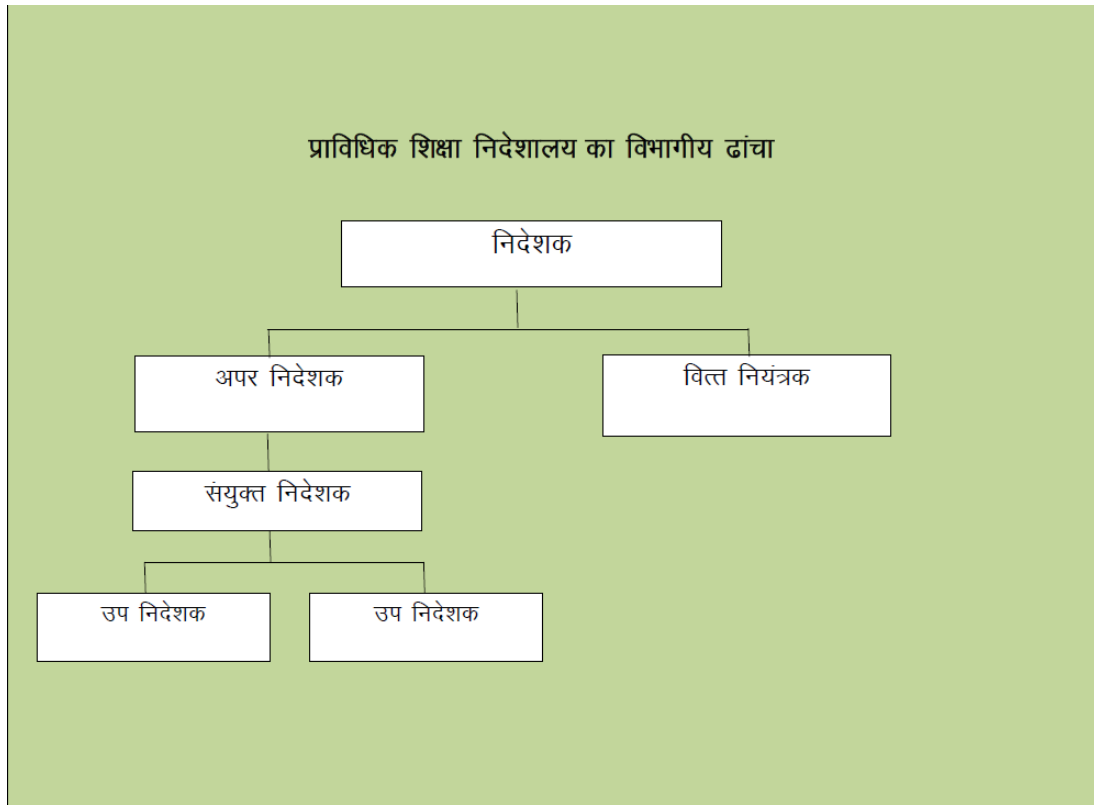 प्राविधिक शिक्षा निदेशालय का विभागीय ढांचा
निदेशक
अपर निदेशक
वित्त नियंत्रक
संयुक्त निदेशक
उप निदेशक
उप निदेशक